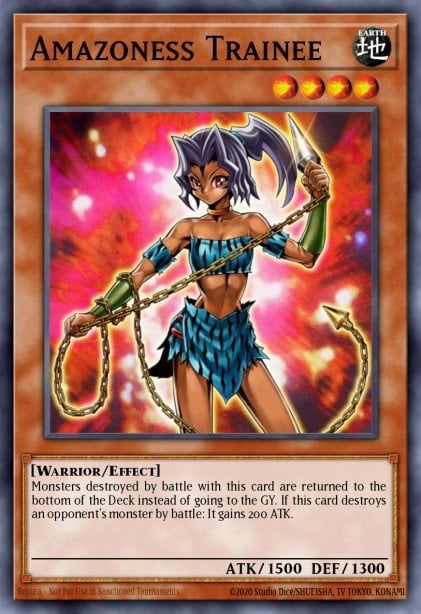 Amazoness Trainee
EARTH
地
[Warrior/Effect]
Monsters destroyed by battle with this card are returned to the
bottom of the Deck instead of going to the GY. If this card destroys
an opponent's monster by battle: It gains 200 ATK.
ATK/1500 DEF/1300
Replica - Not For Use in Sanctioned Tournaments
©2020 Studio Dice/SHUEISHA, TV TOKYO, KONAMI